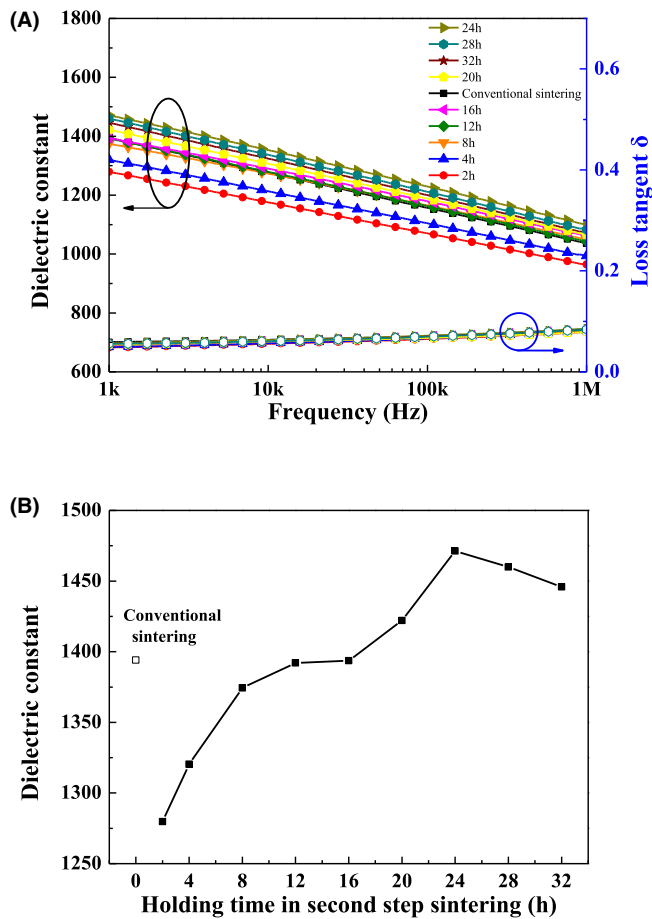 (A)
1800
1600
1400
1200
1000
800
600
Dielectric constant
24h
28h
32h
20h
Conventional sintering
16h
12h
8h
4h
2h
0.6
0.4
0.2
0.0
Loss tangent δ
1k
10k
100k
1M
Frequency (Hz)
(B)
1500
1450
1400
1350
1300
1250
Dielectric constant
Conventional
sintering
0
4
8
12
16
20
24
28
32
Holding time in second step sintering (h)